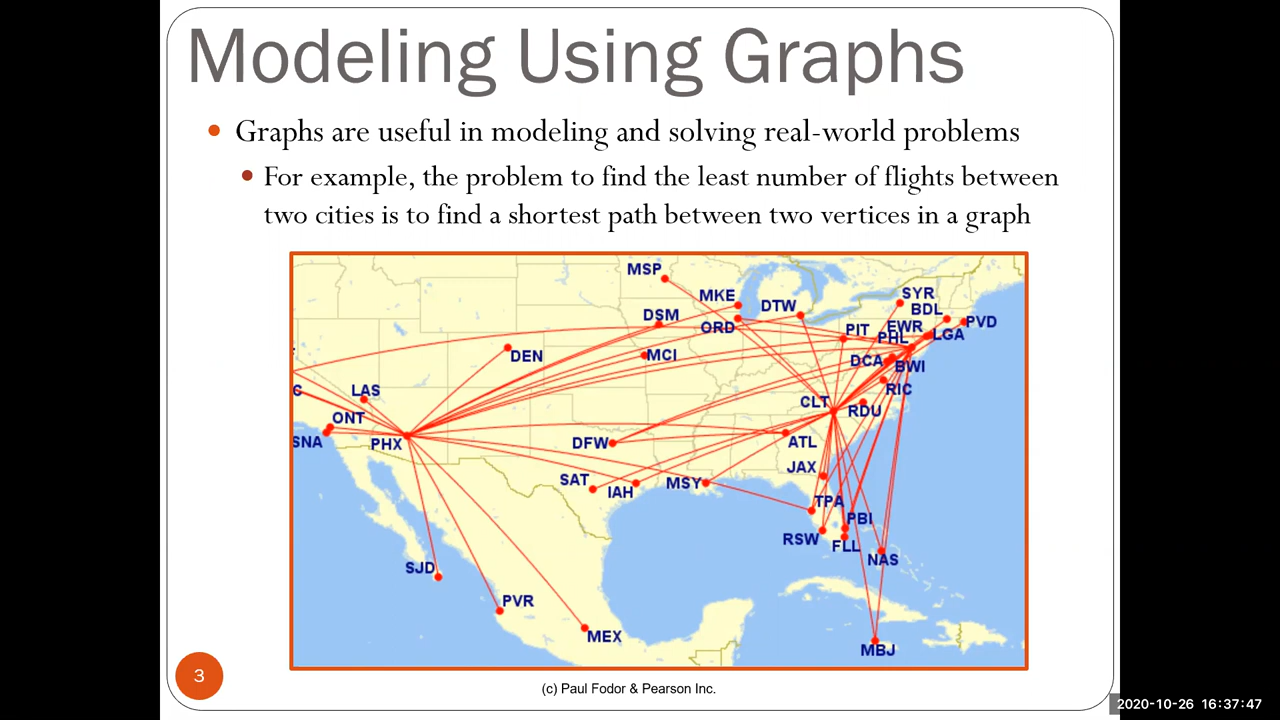 Modeling Using Graphs
Graphs are useful in modeling and solving real-world problems
For example, the problem to find the least number of flights between
two cities is to find a shortest path between two vertices in a graph
MSP
MKE
DTW
SYR
BDL
DSM
ORD
PIT
EWR
PVD
PHL
LGA
DEN
MCI
DCA
BWI
C
LAS
RIC
CLT
RDU
ONT
SNA
PHX
DFW
ATL
JAX
SAT
IAH
MSY
TPA
PBI
RSW
FLL
NAS
SJD
PVR
MEX
MBJ
3
(c) Paul Fodor & Pearson Inc.
2020-10-26 16:37:47